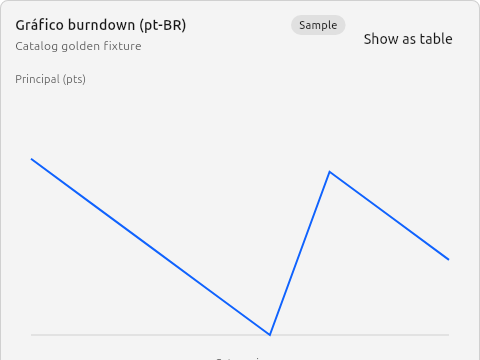 Gráfico burndown (pt-BR)
Sample
Show as table
Catalog golden fixture
Principal (pts)